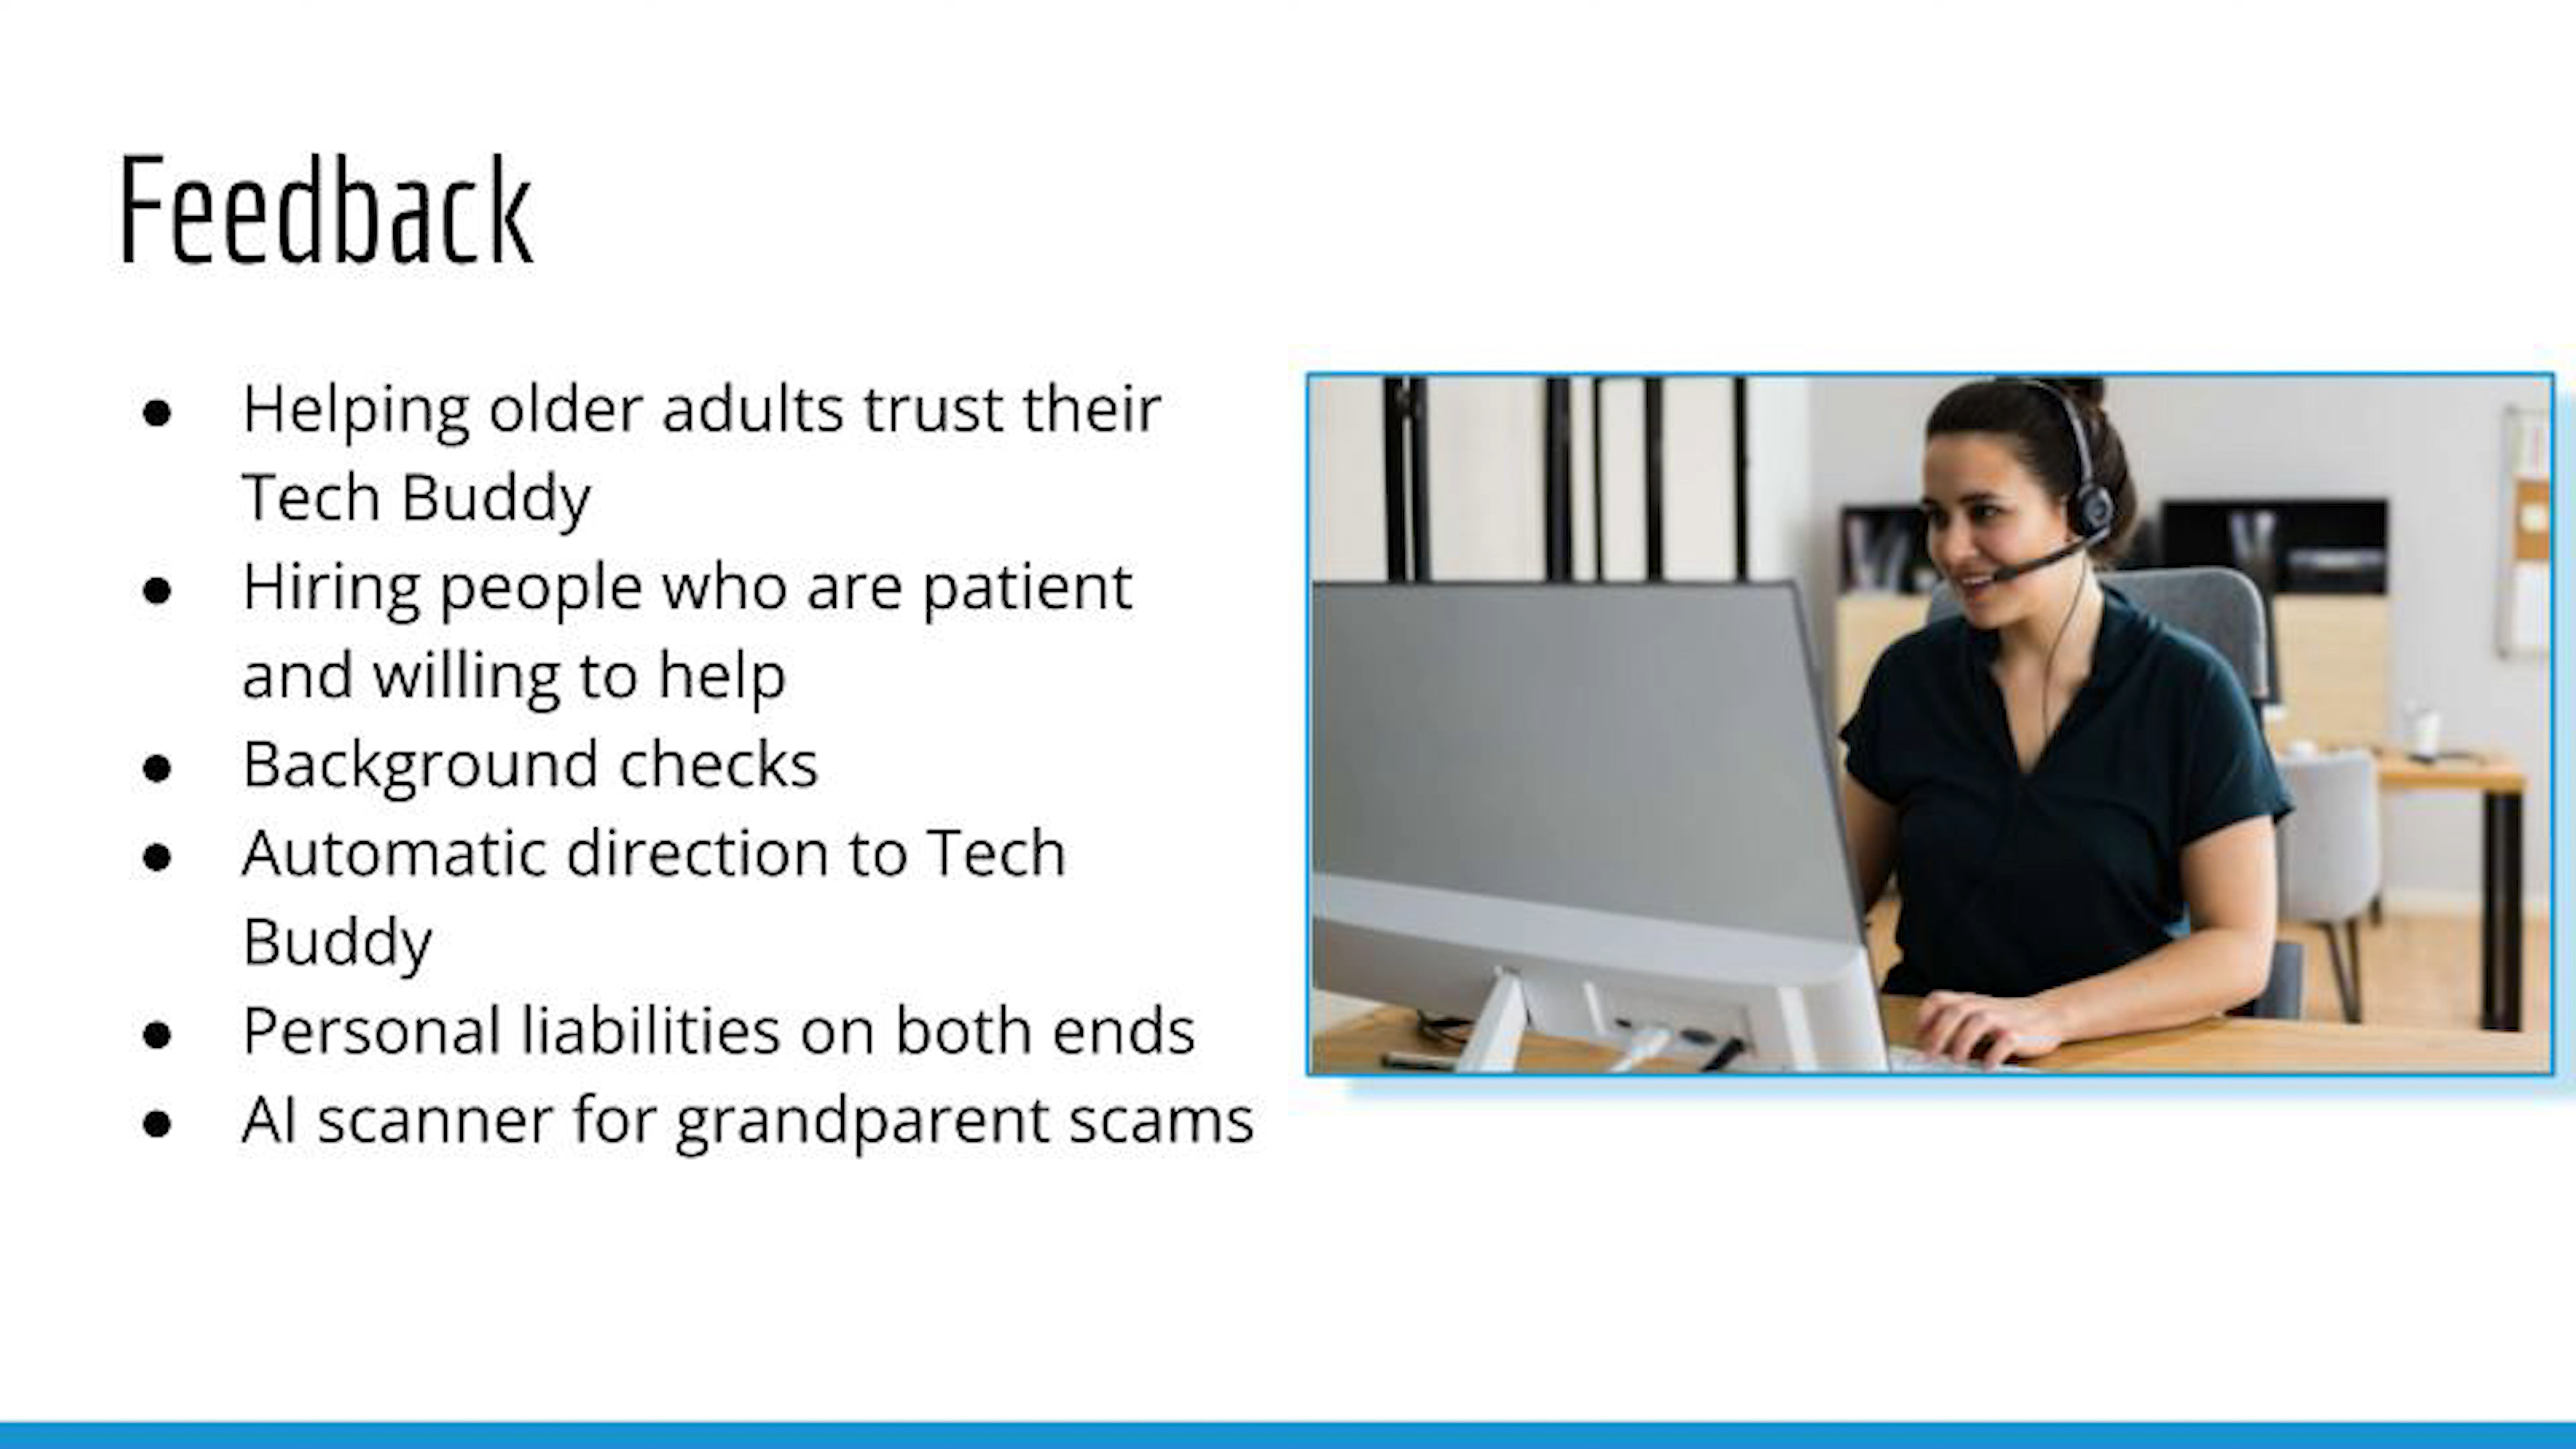 Feedback
● Helping older adults trust their
Tech Buddy
● Hiring people who are patient
and willing to help
● Background checks
● Automatic direction to Tech
Buddy
● Personal liabilities on both ends
● AI scanner for grandparent scams